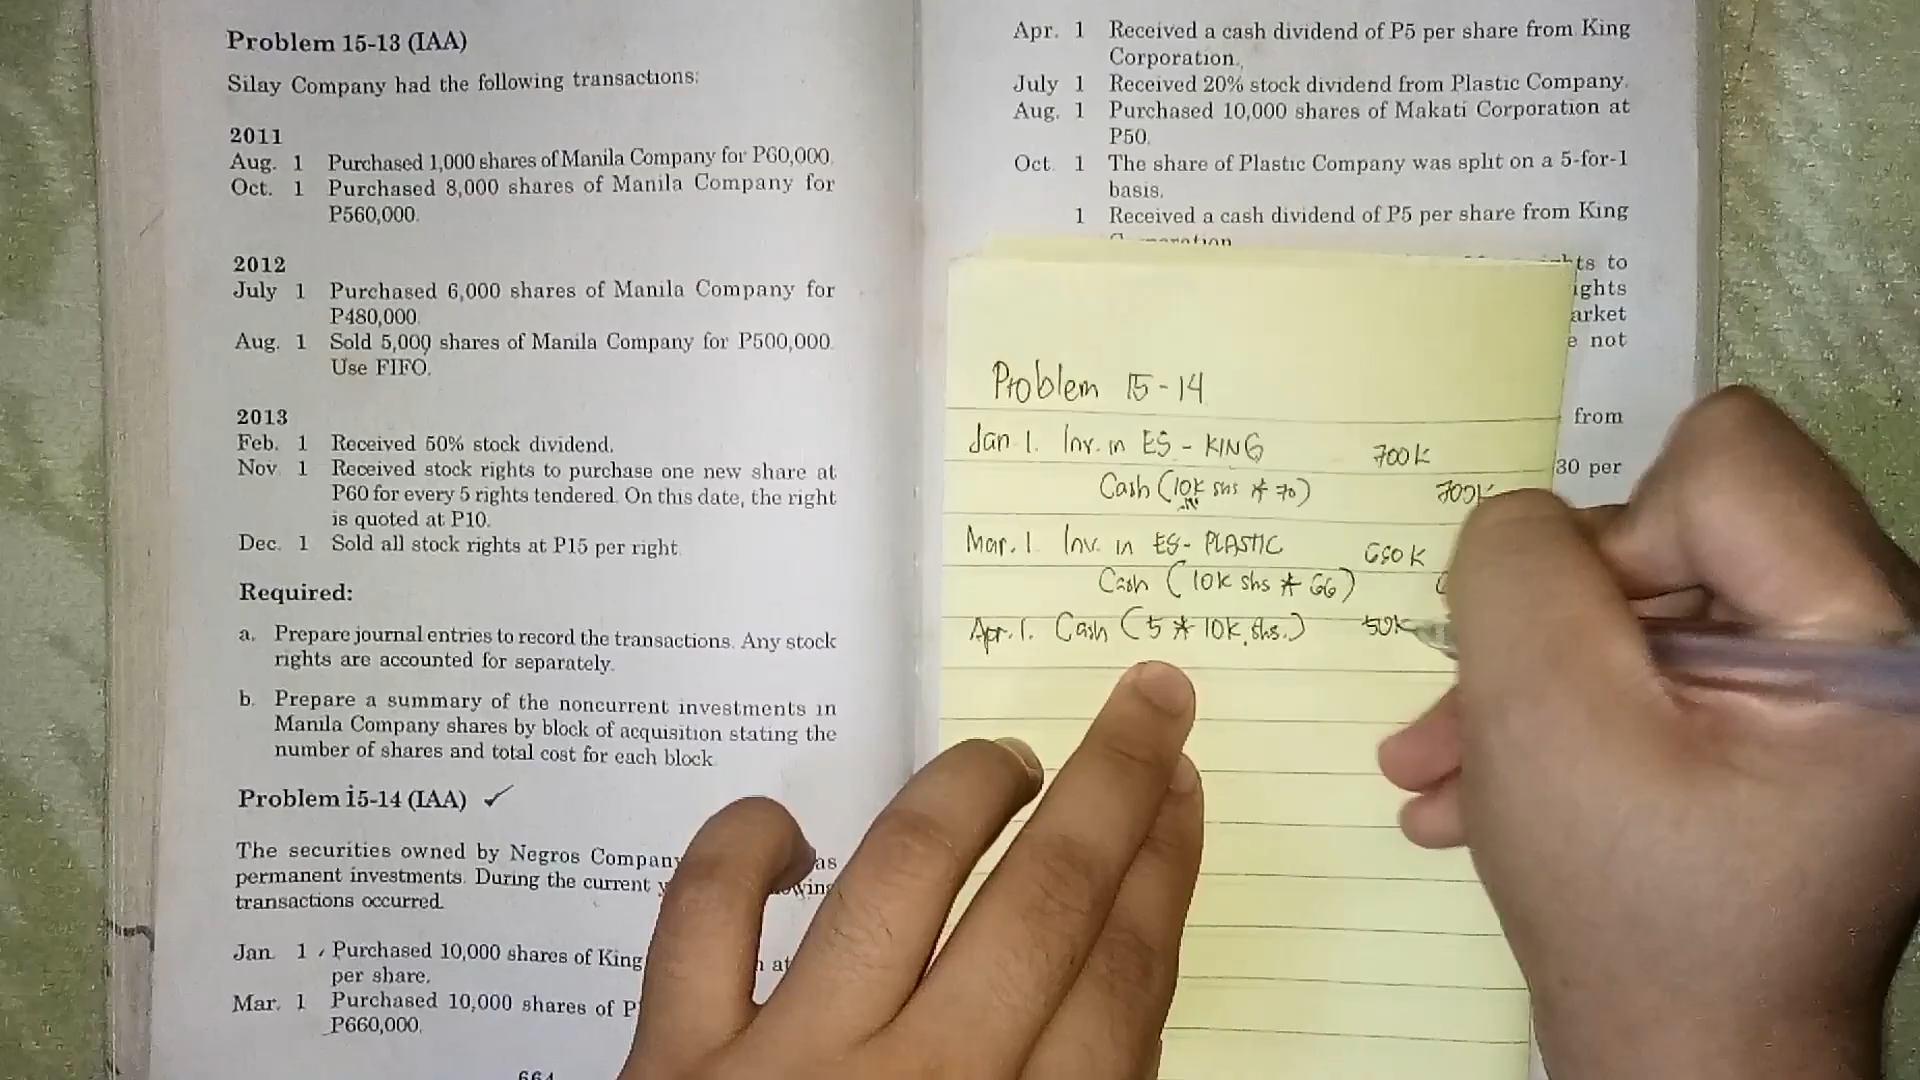 Problem 15-13 (IAA)
Silay Company had the following transactions:
2011
Aug. 1 Purchased 1,000 shares of Manila Company for P60,000.
Oct. 1 Purchased 8,000 shares of Manila Company for
P560,000.
2012
July 1 Purchased 6,000 shares of Manila Company for
P480,000.
Aug. 1 Sold 5,000 shares of Manila Company for P500,000.
Use FIFO.
2013
Feb. 1 Received 50% stock dividend.
Nov 1 Received stock rights to purchase one new share at
P60 for every 5 rights tendered. On this date, the right
is quoted at P10.
Dec. 1 Sold all stock rights at P15 per right
Required:
a. Prepare journal entries to record the transactions. Any stock
rights are accounted for separately.
b. Prepare a summary of the noncurrent investments in
Manila Company shares by block of acquisition stating the
number of shares and total cost for each block
Problem 15-14 (IAA) ✓
The securities owned by Negros Company as
permanent investments. During the current
transactions occurred.
Jan. 1 Purchased 10,000 shares of King at
per share.
Mar. 1 Purchased 10,000 shares of
P660,000.
664
Apr. 1 Received a cash dividend of P5 per share from King
Corporation.
July 1 Received 20% stock dividend from Plastic Company.
Aug. 1 Purchased 10,000 shares of Makati Corporation at
P50.
Oct. 1 The share of Plastic Company was split on a 5-for-1
basis.
1 Received a cash dividend of P5 per share from King
to
arket
not
from
30 per
Problem 15-14
Jan 1. Inv. in ES - KING 700K
Cash (10K shs * 70) 700K
Mar. 1. Inv. in ES - PLASTIC 660K
Cash (10K shs * 66)
Apr. 1. Cash (5 * 10K shs.) 50K